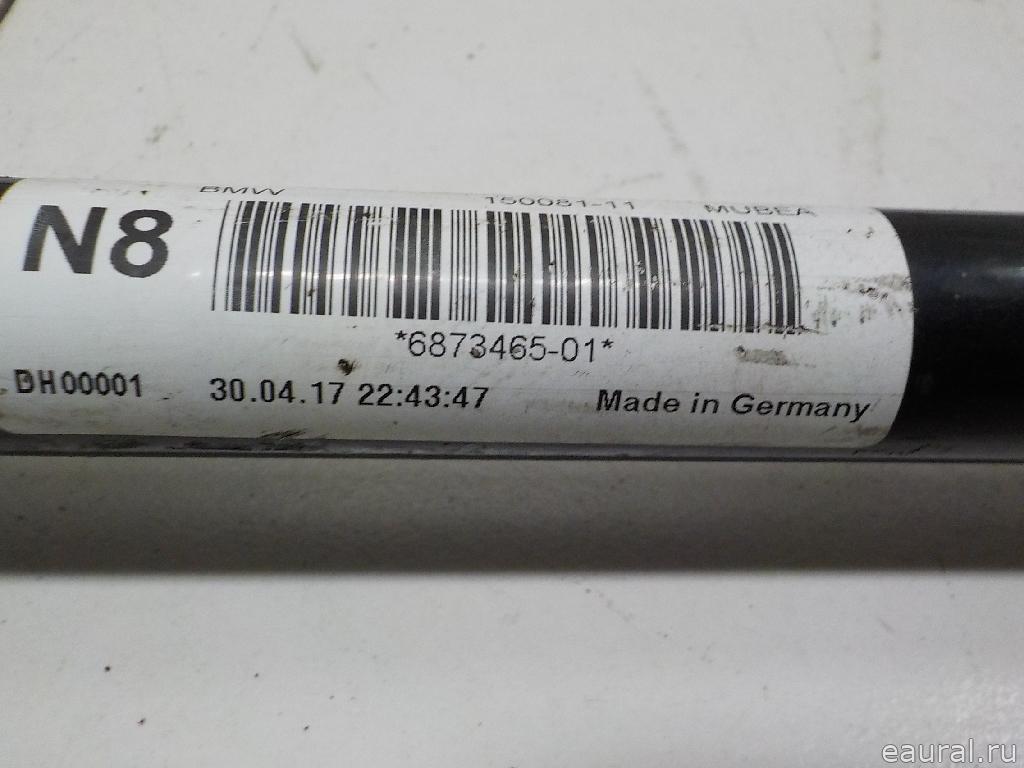 BMW 150081-11 MUBEA
N8
*6873465-01*
DH00001 30.04.17 22:43:47 Made in Germany
eaural.ru